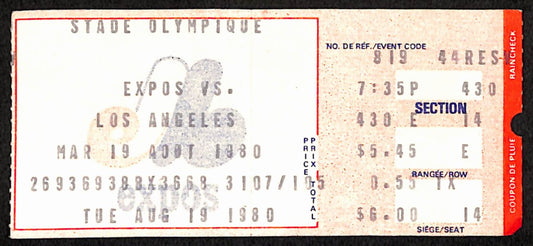 STADE OLYMPIQUE
EXPOS VS.
LOS ANGELES
MAR 19 AOUT 1980
3107/105
expos
TUE AUG 19 1980
PRICE
PRIX TOTAL
NO. DE RÉF./EVENT CODE
819 44RES
7:35P 430
SECTION
430 E 14
$5.45 E
RANGÉE/ROW
0.55 TX
$6.00 14
SIÈGE/SEAT
RAINCHECK
COUPON DE PLUIE